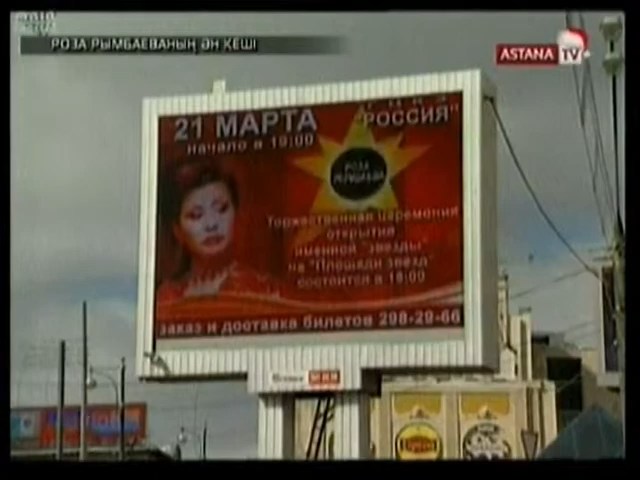 РОЗА РЫМБАЕВАНЫҢ ӘН КЕШІ
ASTANA TV
21 МАРТА
начало в 19:00
"РОССИЯ"
РОЗА
РЫМБАЕВА
Торжественная церемония
открытия
именной "звезды"
на "Площади звезд"
состоится в 18:00
заказ и доставка билетов 298-29-66